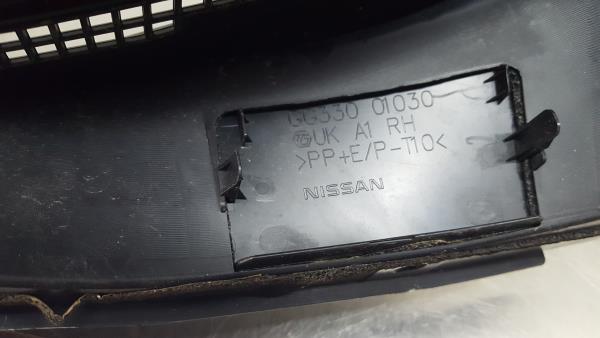 GG330 01030
UK A1 RH
>PP+E/P-T10<
NISSAN